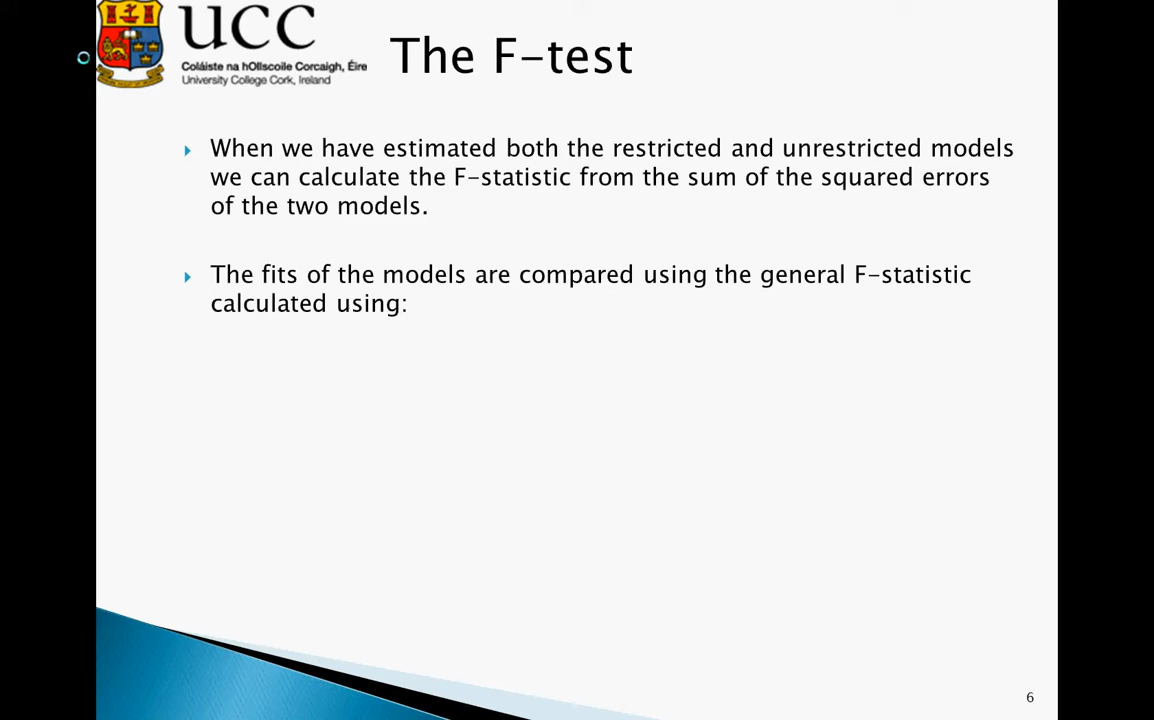 UCC
Coláiste na hOllscoile Corcaigh, Éire
University College Cork, Ireland
The F-test
When we have estimated both the restricted and unrestricted models
we can calculate the F-statistic from the sum of the squared errors
of the two models.
The fits of the models are compared using the general F-statistic
calculated using:
6